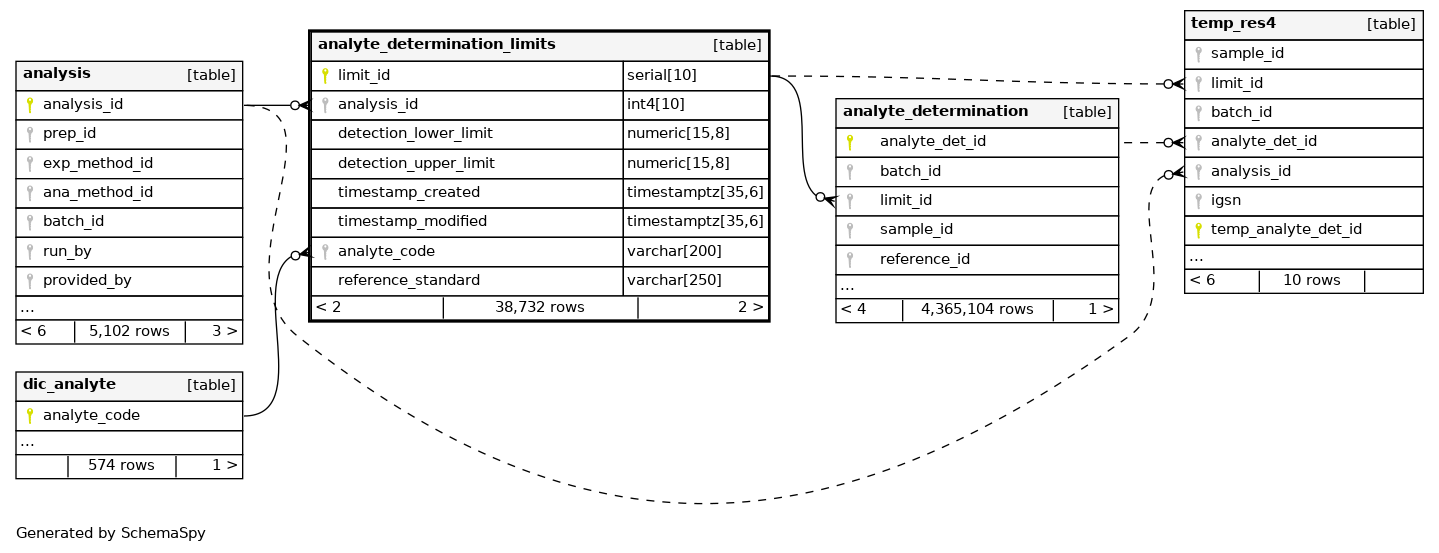 analysis [table]
analysis_id
prep_id
exp_method_id
ana_method_id
batch_id
run_by
provided_by
...
< 6 5,102 rows 3 >
dic_analyte [table]
analyte_code
...
574 rows 1 >
analyte_determination_limits [table]
limit_id serial[10]
analysis_id int4[10]
detection_lower_limit numeric[15,8]
detection_upper_limit numeric[15,8]
timestamp_created timestamptz[35,6]
timestamp_modified timestamptz[35,6]
analyte_code varchar[200]
reference_standard varchar[250]
< 2 38,732 rows 2 >
analyte_determination [table]
analyte_det_id
batch_id
limit_id
sample_id
reference_id
...
< 4 4,365,104 rows 1 >
temp_res4 [table]
sample_id
limit_id
batch_id
analyte_det_id
analysis_id
igsn
temp_analyte_det_id
...
< 6 10 rows
Generated by SchemaSpy